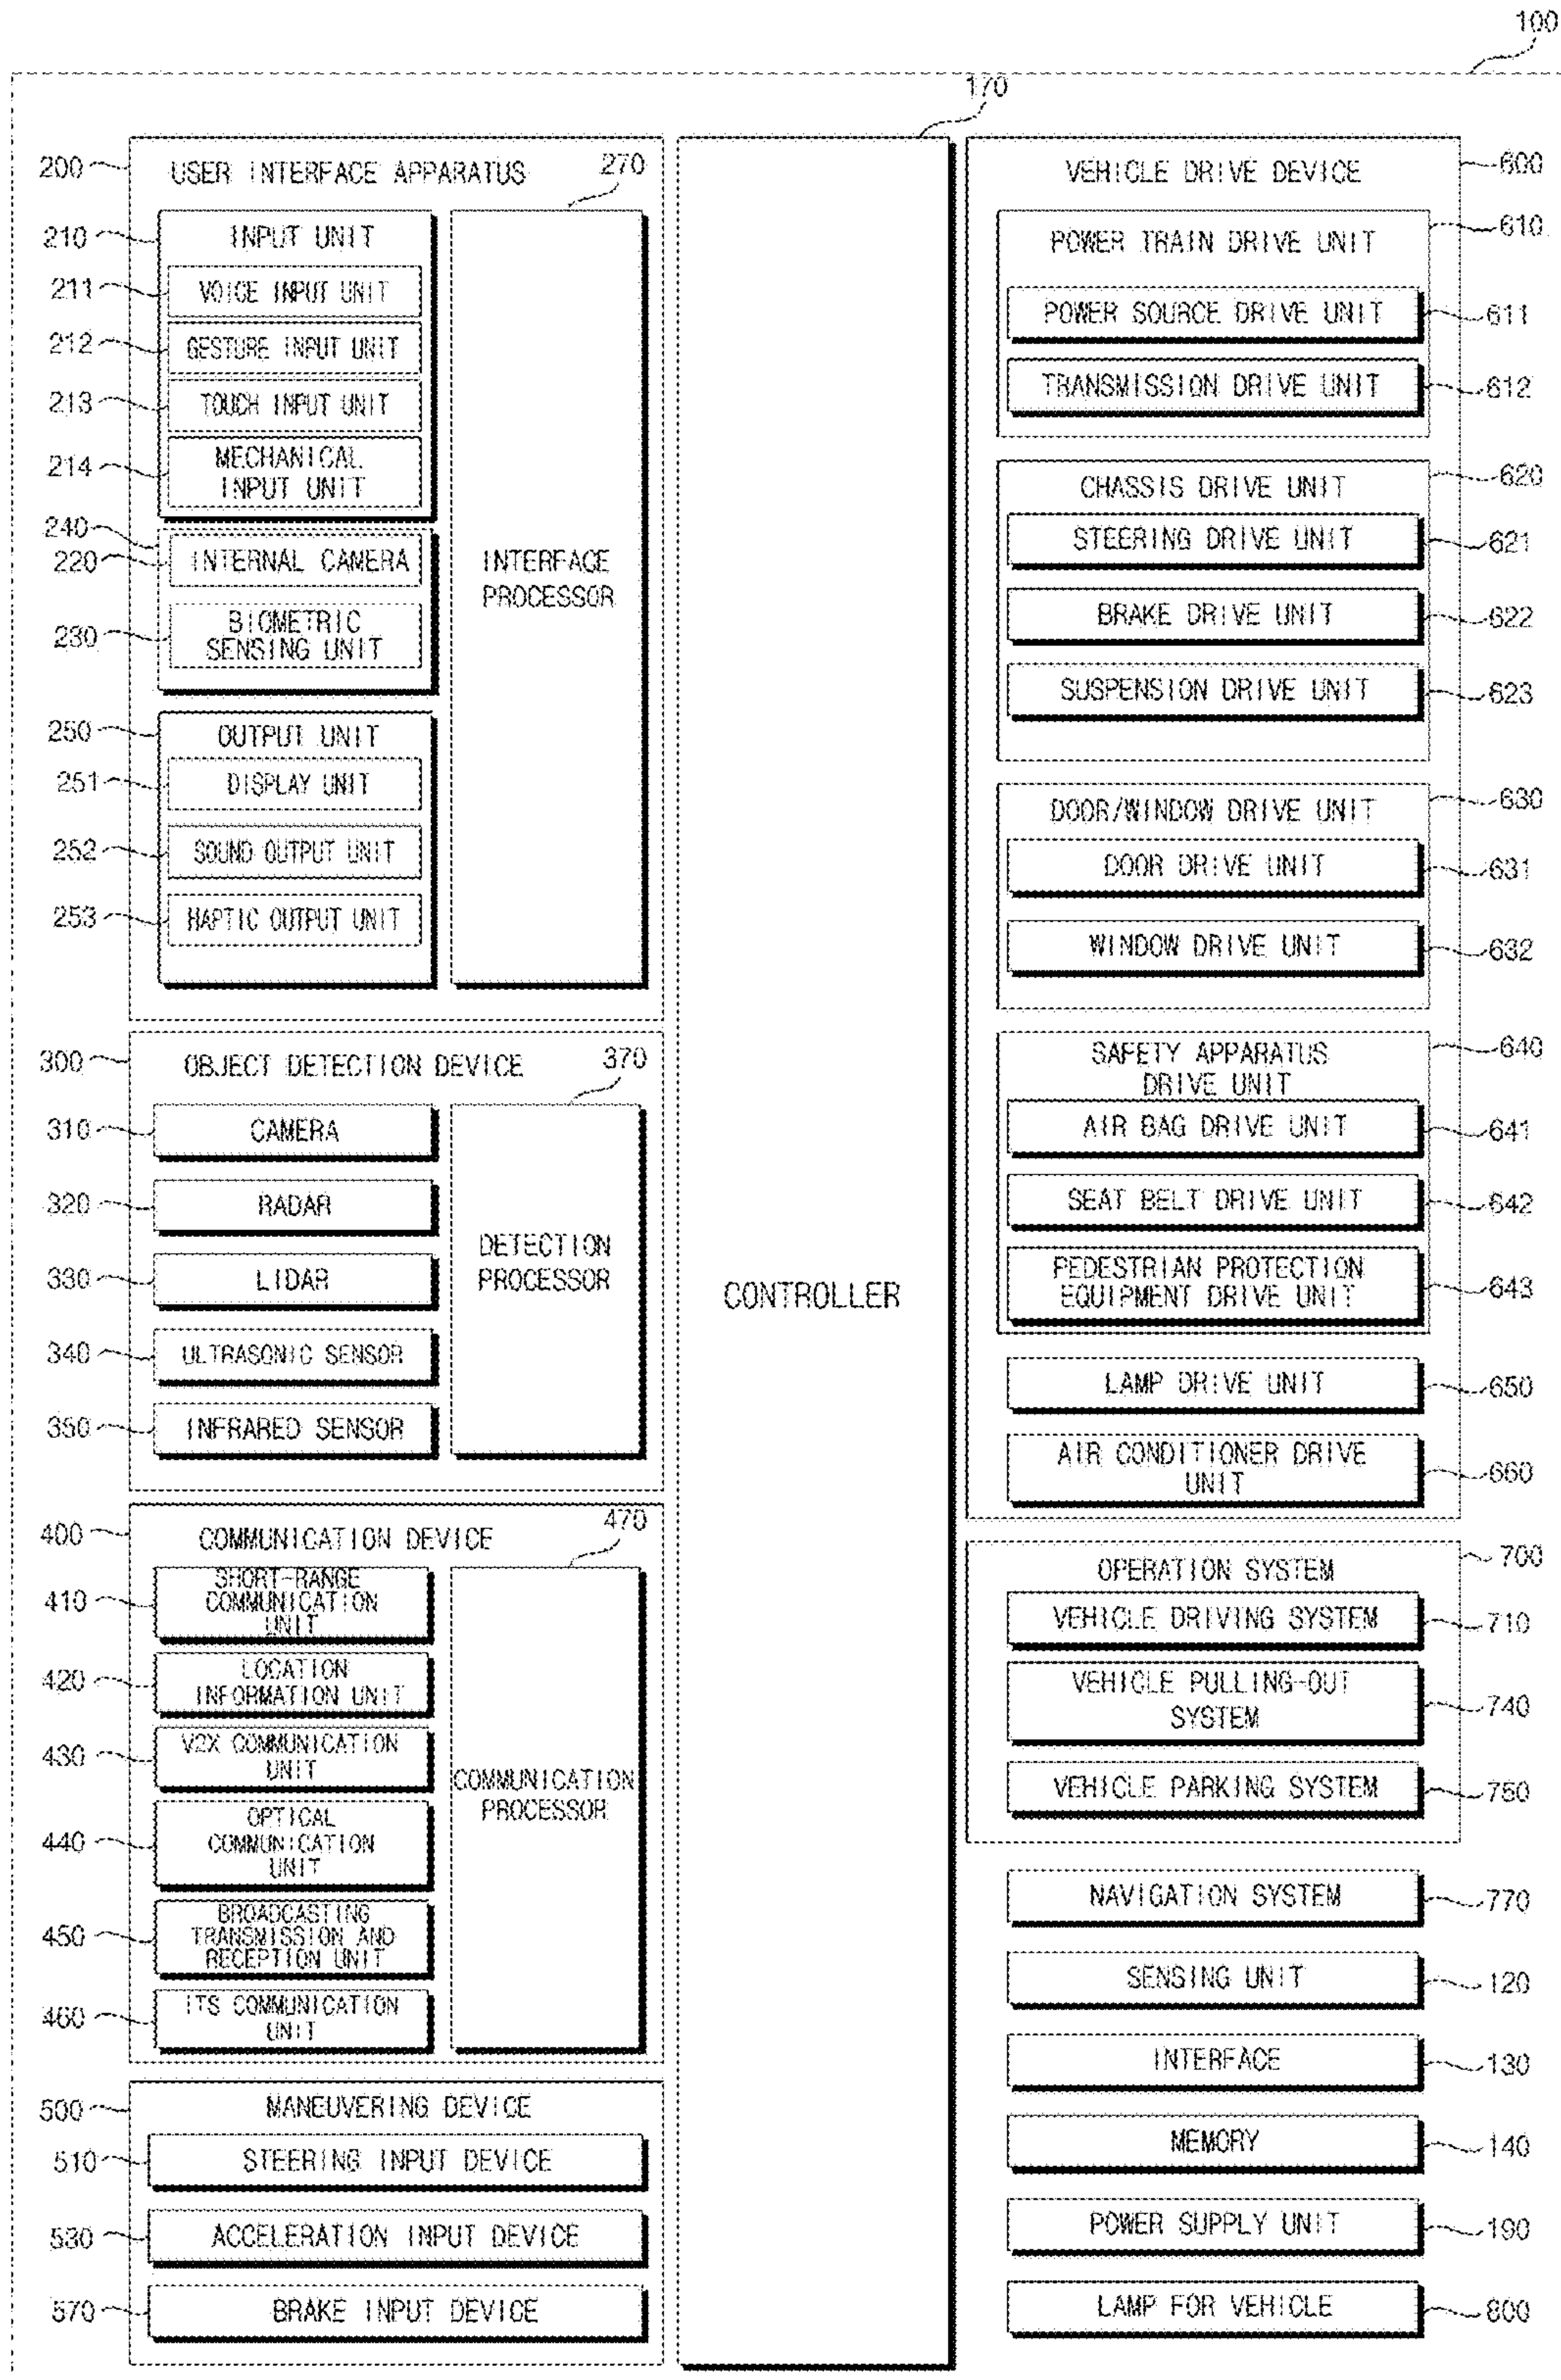 100
170
200
USER INTERFACE APPARATUS
270
210
INPUT UNIT
211
VOICE INPUT UNIT
212
GESTURE INPUT UNIT
213
TOUCH INPUT UNIT
214
MECHANICAL
INPUT UNIT
240
220
INTERNAL CAMERA
230
BIOMETRIC
SENSING UNIT
INTERFACE
PROCESSOR
250
OUTPUT UNIT
251
DISPLAY UNIT
252
SOUND OUTPUT UNIT
253
HAPTIC OUTPUT UNIT
300
OBJECT DETECTION DEVICE
370
310
CAMERA
320
RADAR
330
LIDAR
340
ULTRASONIC SENSOR
350
INFRARED SENSOR
DETECTION
PROCESSOR
400
COMMUNICATION DEVICE
470
410
SHORT-RANGE
COMMUNICATION
UNIT
420
LOCATION
INFORMATION UNIT
430
V2X COMMUNICATION
UNIT
440
OPTICAL
COMMUNICATION
UNIT
450
BROADCASTING
TRANSMISSION AND
RECEPTION UNIT
460
ITS COMMUNICATION
UNIT
COMMUNICATION
PROCESSOR
500
MANEUVERING DEVICE
510
STEERING INPUT DEVICE
530
ACCELERATION INPUT DEVICE
570
BRAKE INPUT DEVICE
CONTROLLER
VEHICLE DRIVE DEVICE
600
POWER TRAIN DRIVE UNIT
610
POWER SOURCE DRIVE UNIT
611
TRANSMISSION DRIVE UNIT
612
CHASSIS DRIVE UNIT
620
STEERING DRIVE UNIT
621
BRAKE DRIVE UNIT
622
SUSPENSION DRIVE UNIT
623
DOOR/WINDOW DRIVE UNIT
630
DOOR DRIVE UNIT
631
WINDOW DRIVE UNIT
632
SAFETY APPARATUS
DRIVE UNIT
640
AIR BAG DRIVE UNIT
641
SEAT BELT DRIVE UNIT
642
PEDESTRIAN PROTECTION
EQUIPMENT DRIVE UNIT
643
LAMP DRIVE UNIT
650
AIR CONDITIONER DRIVE
UNIT
660
OPERATION SYSTEM
700
VEHICLE DRIVING SYSTEM
710
VEHICLE PULLING-OUT
SYSTEM
740
VEHICLE PARKING SYSTEM
750
NAVIGATION SYSTEM
770
SENSING UNIT
120
INTERFACE
130
MEMORY
140
POWER SUPPLY UNIT
190
LAMP FOR VEHICLE
800